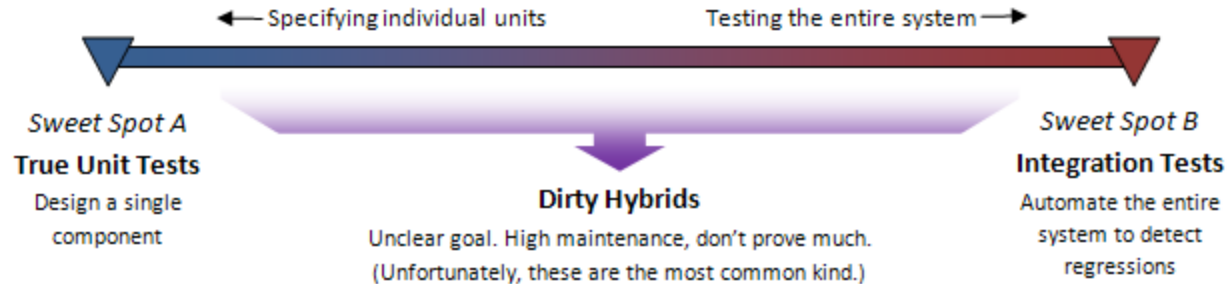 Specifying individual units
Testing the entire system
Sweet Spot A
True Unit Tests
Design a single
component
Dirty Hybrids
Unclear goal. High maintenance, don't prove much.
(Unfortunately, these are the most common kind.)
Sweet Spot B
Integration Tests
Automate the entire
system to detect
regressions